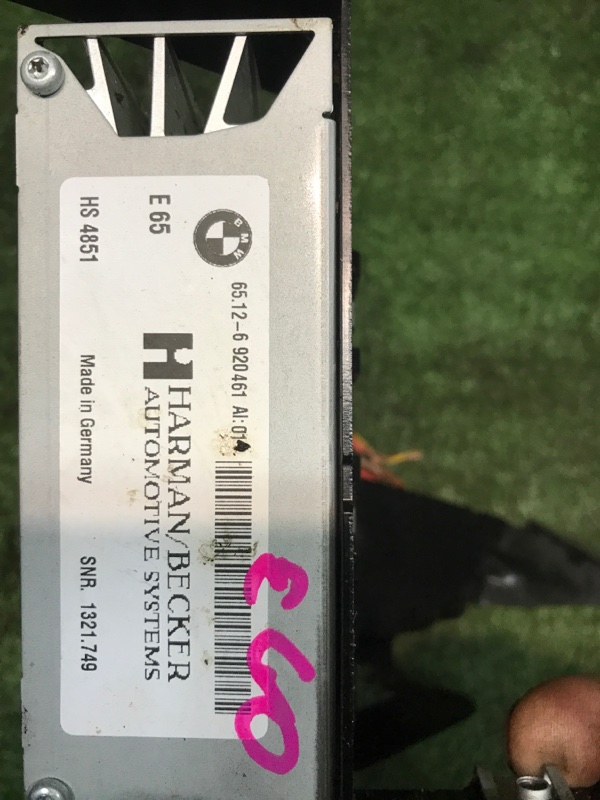 BMW
65.12-6 920461 AI:01
E 65
HARMAN/BECKER
AUTOMOTIVE SYSTEMS
HS 4851
Made in Germany
SNR. 1321.749
E60